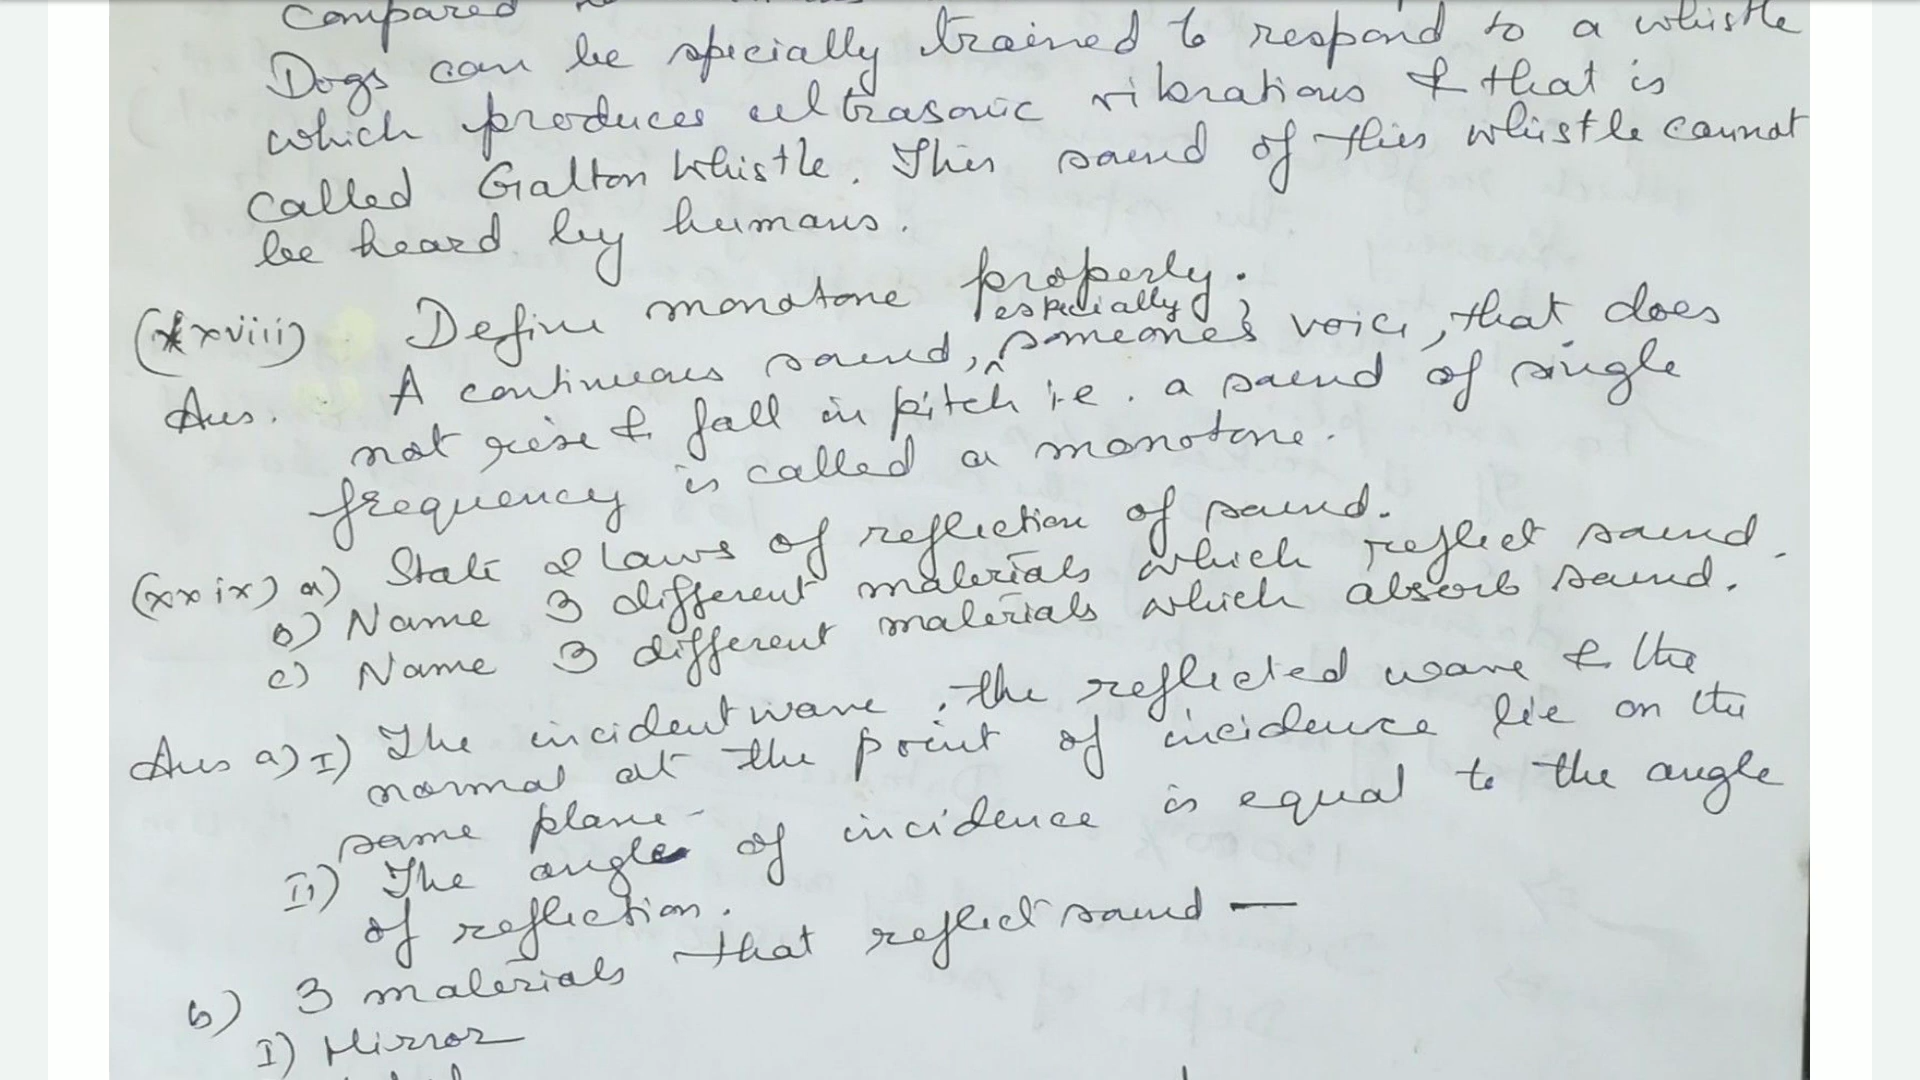 compared
Dogs can be specially trained to respond to a whistle
which produces ultrasonic vibrations & that is
called Galton Whistle. This sound of this whistle cannot
be heard by humans.
(xxviii) Define monotone properly.
Ans. A continuous sound, especially someone's voice, that does
not rise & fall in pitch i.e. a sound of single
frequency is called a monotone.
(xxix) a) State 2 laws of reflection of sound.
b) Name 3 different materials which reflect sound.
c) Name 3 different materials which absorb sound.
Ans a) I) The incident wave, the reflected wave & the
normal at the point of incidence lie on the
same plane.
II) The angle of incidence is equal to the angle
of reflection.
b) 3 materials that reflect sound —
I) Mirror